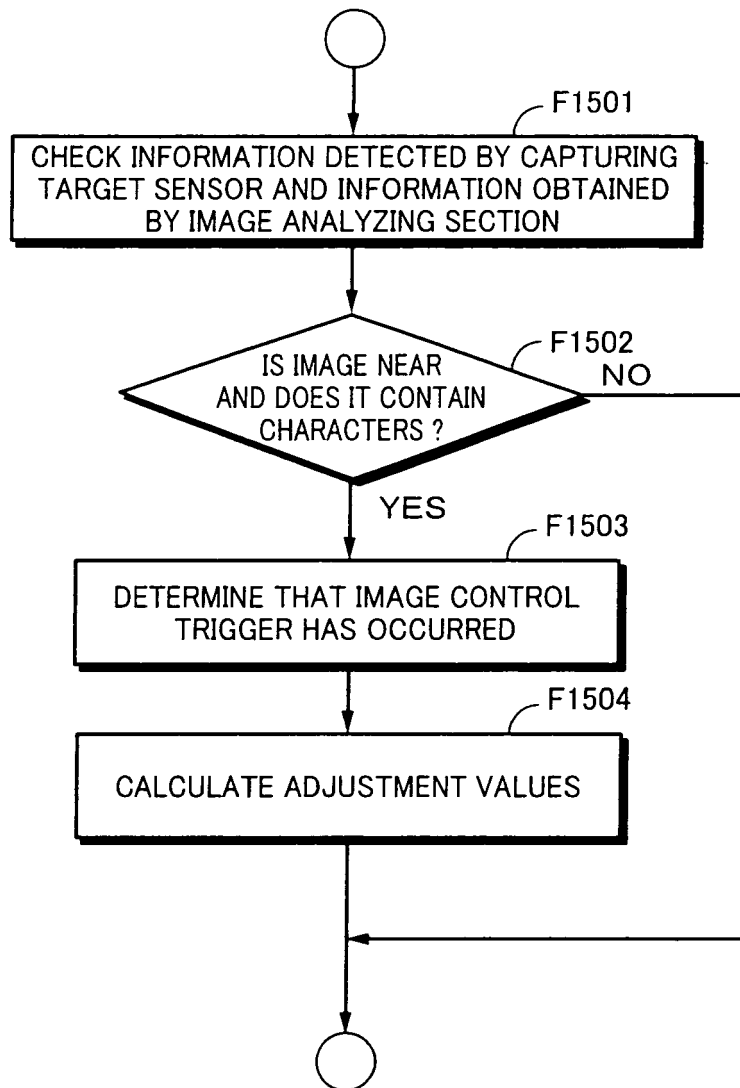 F1501
CHECK INFORMATION DETECTED BY CAPTURING
TARGET SENSOR AND INFORMATION OBTAINED
BY IMAGE ANALYZING SECTION
F1502
IS IMAGE NEAR
AND DOES IT CONTAIN
CHARACTERS ?
NO
YES
F1503
DETERMINE THAT IMAGE CONTROL
TRIGGER HAS OCCURRED
F1504
CALCULATE ADJUSTMENT VALUES